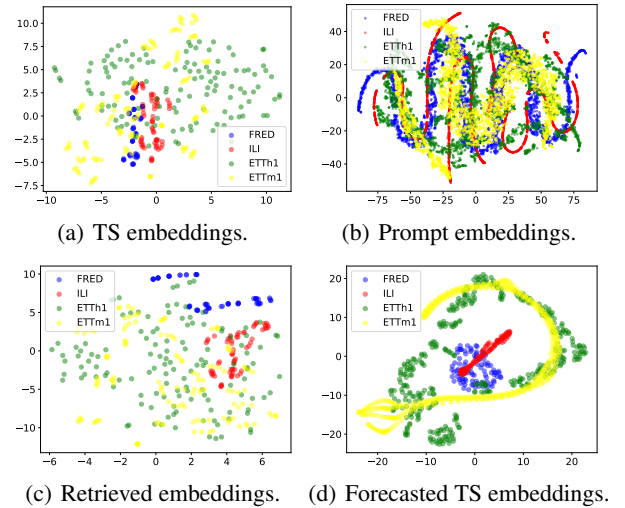 10.0
7.5
5.0
2.5
0.0
−2.5
−5.0
−7.5
−10
−5
0
5
10
FRED
ILI
ETTh1
ETTm1
(a) TS embeddings.
40
20
0
−20
−40
−75
−50
−25
0
25
50
75
FRED
ILI
ETTh1
ETTm1
(b) Prompt embeddings.
10
5
0
−5
−10
−6
−4
−2
0
2
4
6
FRED
ILI
ETTh1
ETTm1
(c) Retrieved embeddings.
20
10
0
−10
−20
−20
−10
0
10
20
FRED
ILI
ETTh1
ETTm1
(d) Forecasted TS embeddings.